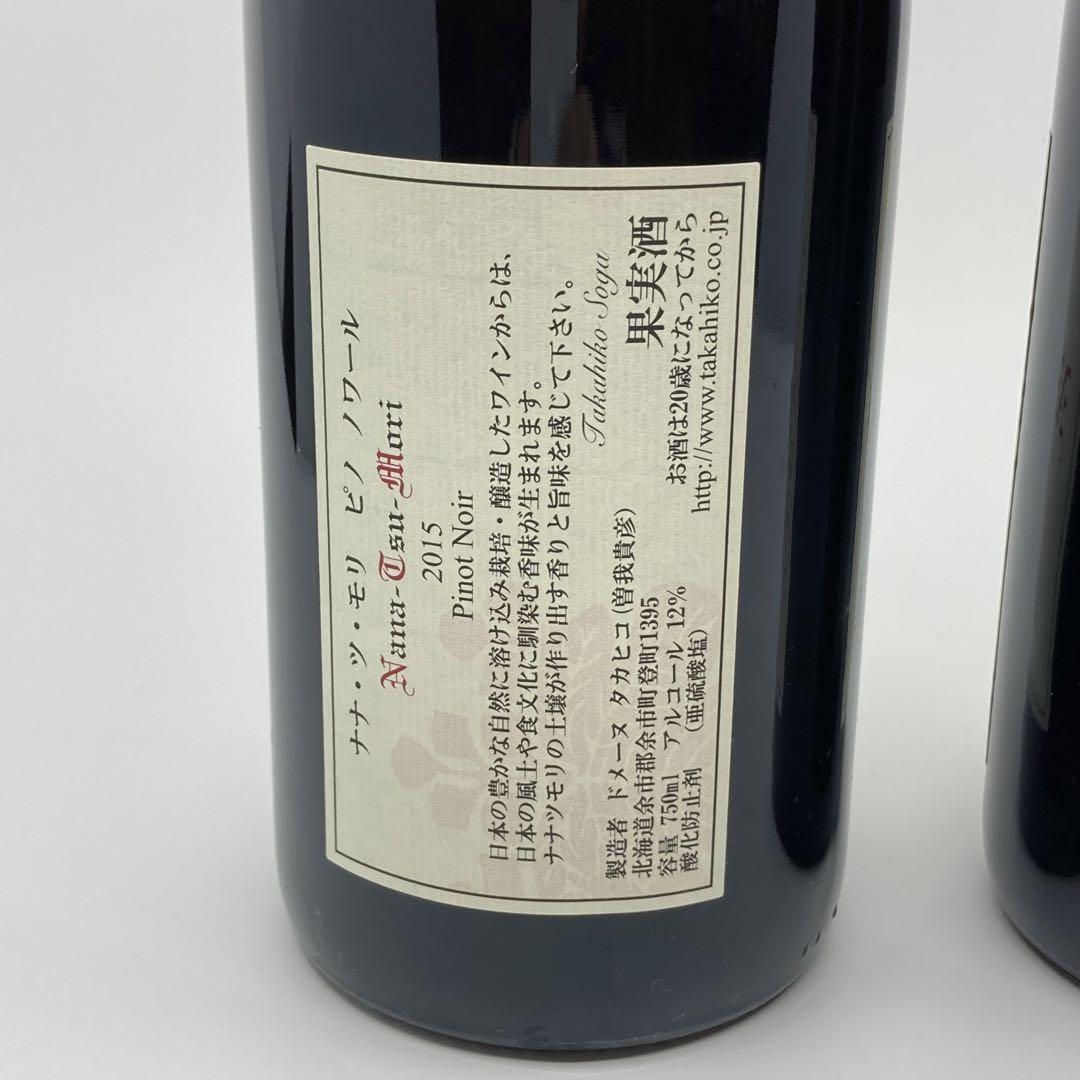 ナナ・ツ・モリ ピノ ノワール
Nana-Tsu-Mori
2015
Pinot Noir
日本の豊かな自然に溶け込み栽培・醸造したワインからは、
日本の風土や食文化に馴染む香味が生まれます。
ナナツモリの土壌が作り出す香りと旨味を感じて下さい。
Takahiko Soga
製造者 ドメーヌ タカヒコ(曽我貴彦)
北海道余市郡余市町登町1395
容量 750ml アルコール 12%
酸化防止剤 (亜硫酸塩)
果実酒
お酒は20歳になってから
http://www.takahiko.co.jp